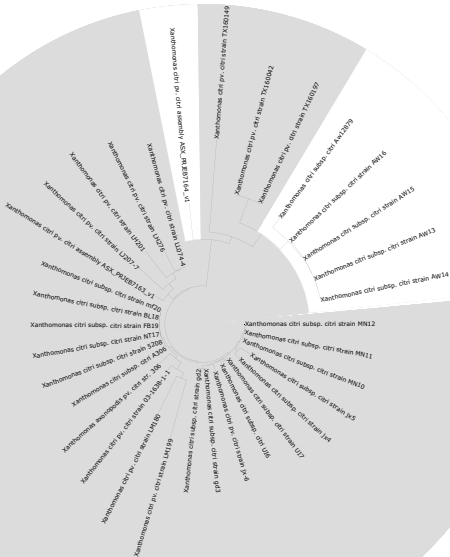 Xanthomonas citri pv. citri assembly ASX_PRJEB7164_v1
Xanthomonas citri pv. citri strain TX160149
Xanthomonas citri pv. citri strain TX160042
Xanthomonas citri pv. citri strain TX160197
Xanthomonas citri subsp. citri Aw12879
Xanthomonas citri subsp. citri strain AW16
Xanthomonas citri subsp. citri strain AW15
Xanthomonas citri subsp. citri strain AW13
Xanthomonas citri subsp. citri strain AW14
Xanthomonas citri subsp. citri strain MN12
Xanthomonas citri subsp. citri strain MN11
Xanthomonas citri subsp. citri strain MN10
Xanthomonas citri subsp. citri strain jx5
Xanthomonas citri subsp. citri strain jx4
Xanthomonas citri subsp. citri strain UI7
Xanthomonas citri subsp. citri UI6
Xanthomonas citri pv. citri strain jx-6
Xanthomonas citri subsp. citri strain gd3
Xanthomonas citri subsp. citri strain gd2
Xanthomonas citri pv. citri strain LM199
Xanthomonas citri pv. citri strain LM180
Xanthomonas citri pv. citri strain 03-1638-1-1
Xanthomonas axonopodis pv. citri str. 306
Xanthomonas citri subsp. citri A306
Xanthomonas citri subsp. citri strain 5208
Xanthomonas citri subsp. citri strain NT17
Xanthomonas citri subsp. citri strain FB19
Xanthomonas citri subsp. citri strain BL18
Xanthomonas citri subsp. citri strain mf20
Xanthomonas citri pv. citri assembly ASX_PRJEB7163_v1
Xanthomonas citri pv. citri strain LJ207-7
Xanthomonas citri pv. citri strain LH201
Xanthomonas citri pv. citri strain LH276
Xanthomonas citri pv. citri strain LL074-4